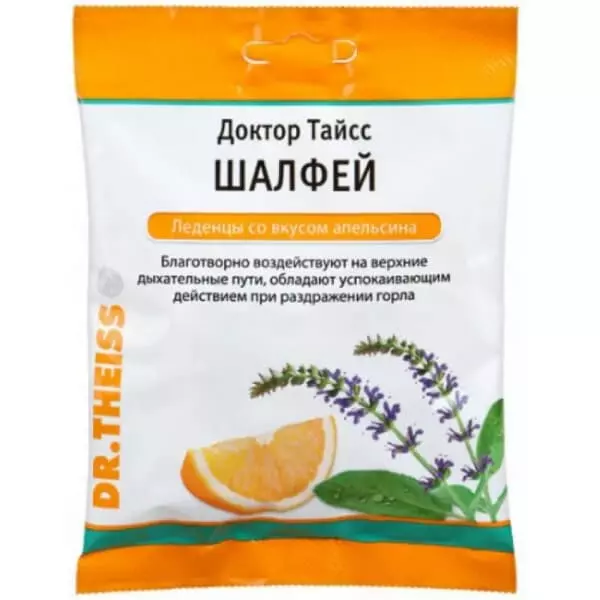 Доктор Тайсс
ШАЛФЕЙ
Леденцы со вкусом апельсина
Благотворно воздействуют на верхние
дыхательные пути, обладают успокаивающим
действием при раздражении горла
DR.THEISS